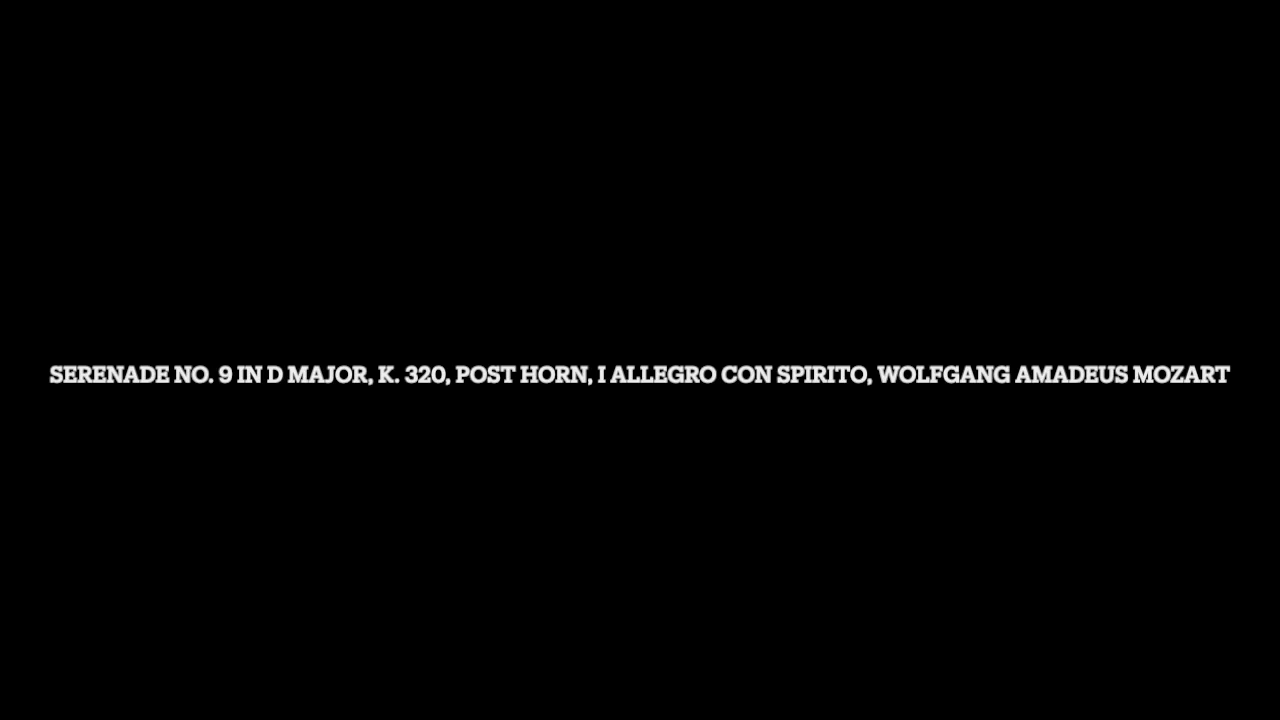 SERENADE NO. 9 IN D MAJOR, K. 320, POST HORN, I ALLEGRO CON SPIRITO, WOLFGANG AMADEUS MOZART